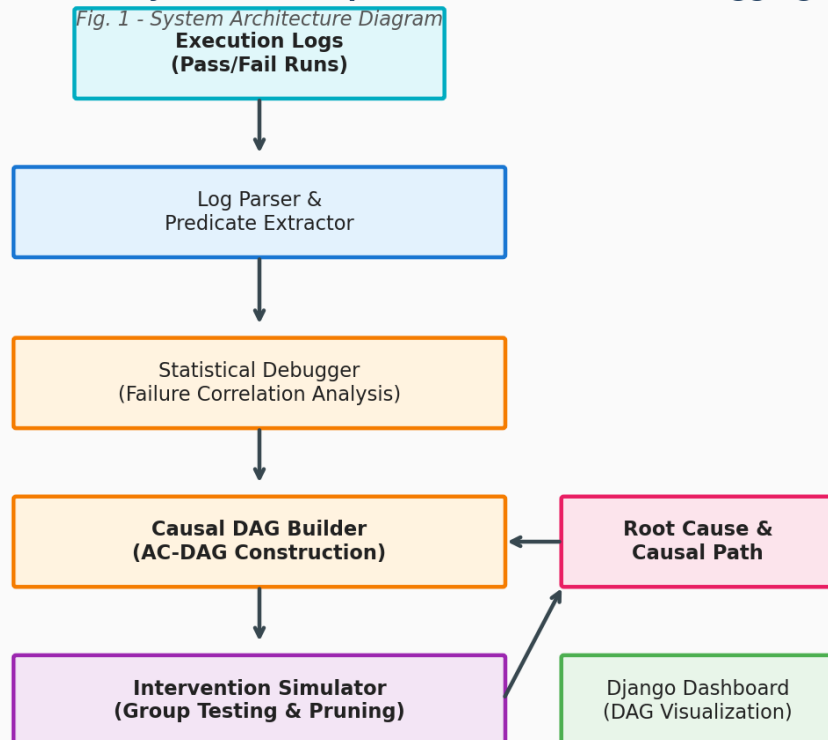 Fig. 1 - System Architecture Diagram
Execution Logs
(Pass/Fail Runs)
Log Parser &
Predicate Extractor
Statistical Debugger
(Failure Correlation Analysis)
Causal DAG Builder
(AC-DAG Construction)
Root Cause &
Causal Path
Intervention Simulator
(Group Testing & Pruning)
Django Dashboard
(DAG Visualization)